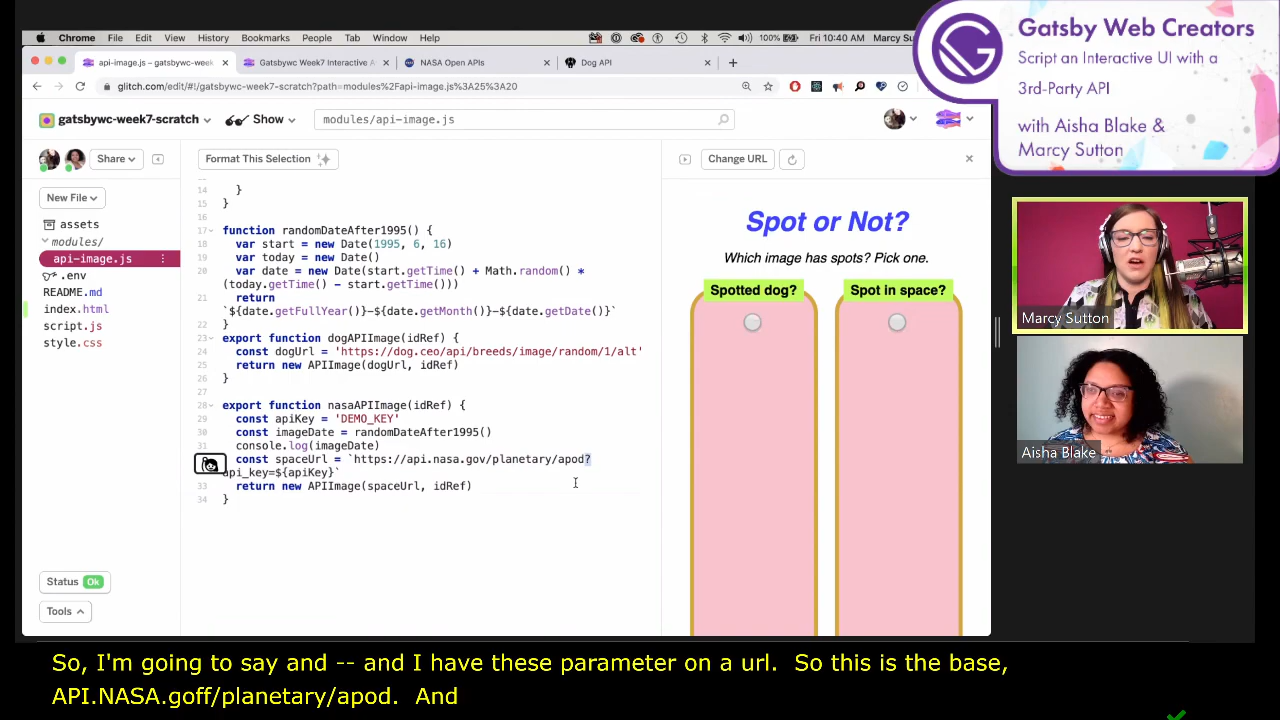 Chrome File Edit View History Bookmarks People Tab Window Help
100% Fri 10:40 AM Marcy Sut
api-image.js – gatsbywc-week
Gatsby Web Creators Week7 Interactive A
NASA Open APIs
Dog API
glitch.com/edit/#!/gatsbywc-week7-scratch?path=modules%2Fapi-image.js%3A25%3A20
gatsbywc-week7-scratch
Show
modules/api-image.js
Share
Format This Selection
Change URL
New File
assets
modules/
api-image.js
.env
README.md
index.html
script.js
style.css
Status Ok
Tools
14 }
15 }
16
17 function randomDateAfter1995() {
18 var start = new Date(1995, 6, 16)
19 var today = new Date()
20 var date = new Date(start.getTime() + Math.random() *
(today.getTime() - start.getTime()))
21 return
`${date.getFullYear()}-${date.getMonth()}-${date.getDate()}`
22 }
23 export function dogAPIImage(idRef) {
24 const dogUrl = 'https://dog.ceo/api/breeds/image/random/1/alt'
25 return new APIImage(dogUrl, idRef)
26 }
27
28 export function nasaAPIImage(idRef) {
29 const apiKey = 'DEMO_KEY'
30 const imageDate = randomDateAfter1995()
31 console.log(imageDate)
const spaceUrl = `https://api.nasa.gov/planetary/apod?
api_key=${apiKey}`
33 return new APIImage(spaceUrl, idRef)
34 }
Spot or Not?
Which image has spots? Pick one.
Spotted dog?
Spot in space?
Gatsby Web Creators
Script an Interactive UI with a
3rd-Party API
with Aisha Blake &
Marcy Sutton
Marcy Sutton
Aisha Blake
So, I'm going to say and -- and I have these parameter on a url. So this is the base,
API.NASA.goff/planetary/apod. And